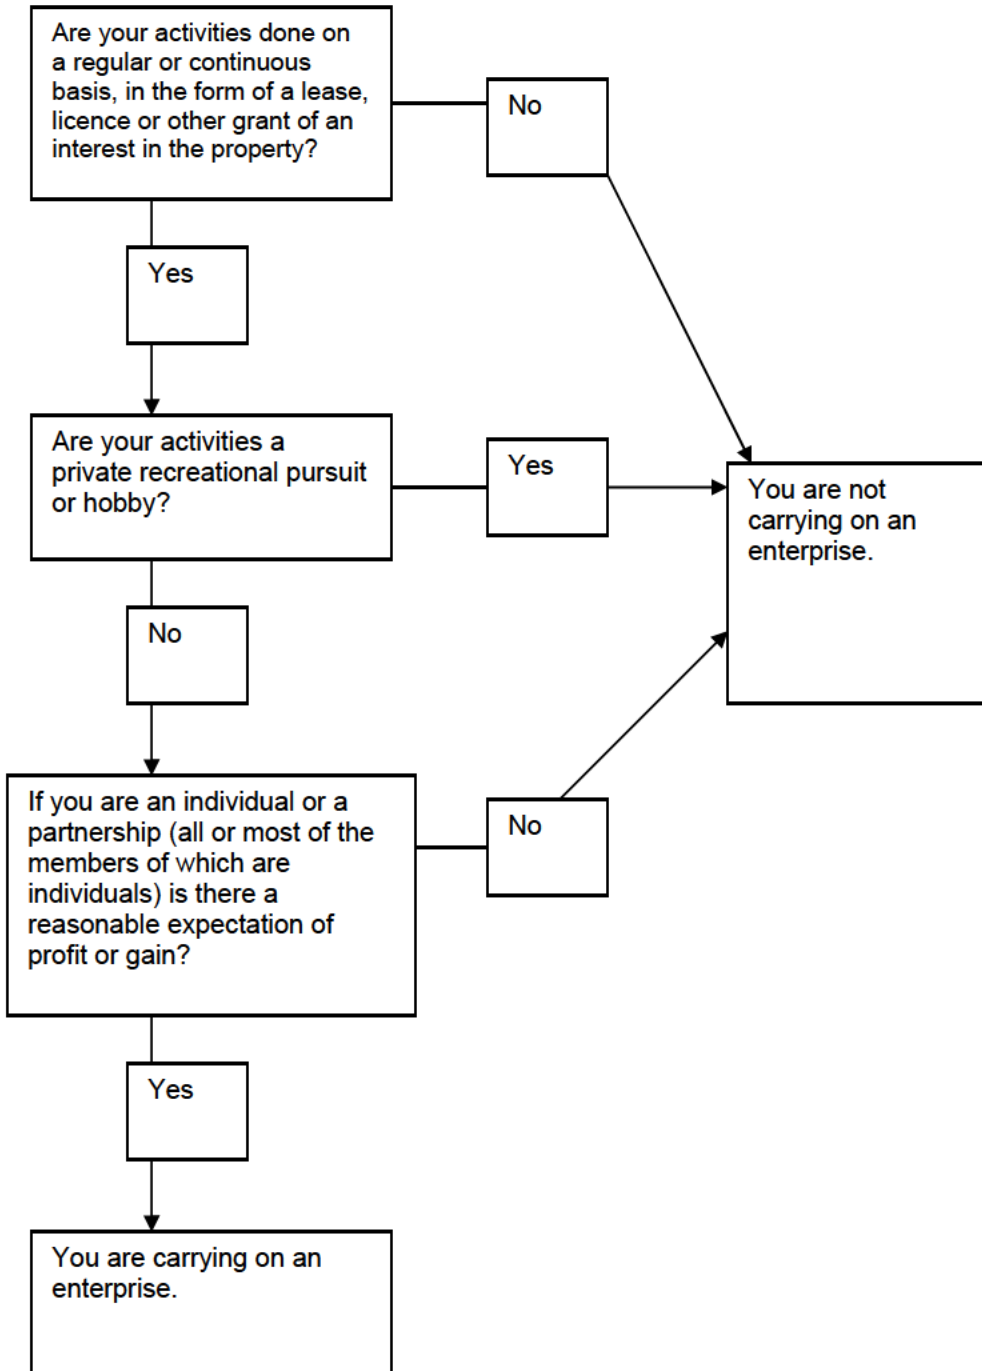 Are your activities done on
a regular or continuous
basis, in the form of a lease,
licence or other grant of an
interest in the property?
No
Yes
Are your activities a
private recreational pursuit
or hobby?
Yes
You are not
carrying on an
enterprise.
No
If you are an individual or a
partnership (all or most of the
members of which are
individuals) is there a
reasonable expectation of
profit or gain?
No
Yes
You are carrying on an
enterprise.